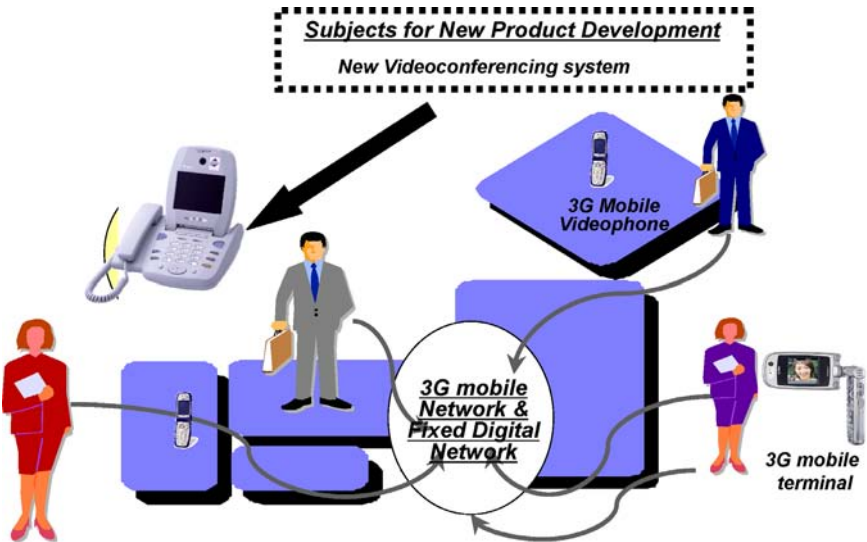 Subjects for New Product Development
New Videoconferencing system
3G Mobile
Videophone
3G mobile
Network &
Fixed Digital
Network
3G mobile
terminal